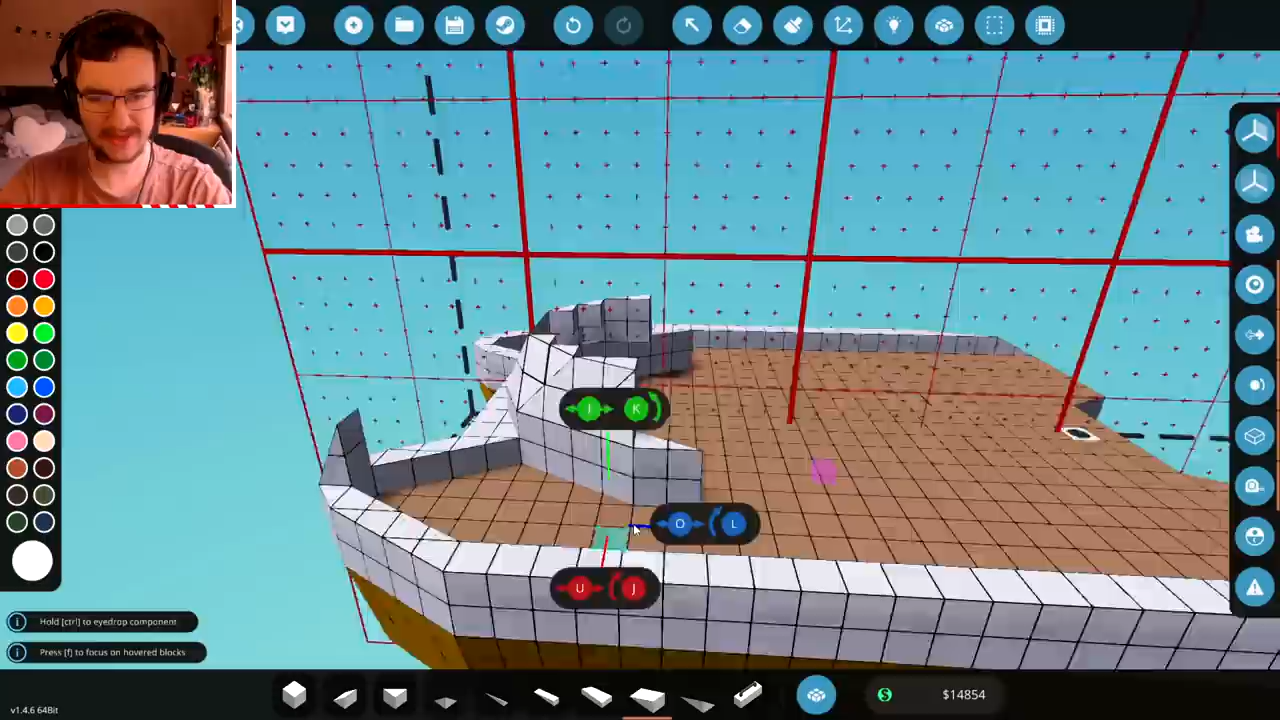 I K
O L
U J
Hold [ctrl] to eyedrop component
Press [f] to focus on hovered blocks
$ $14854
v1.4.6 64Bit